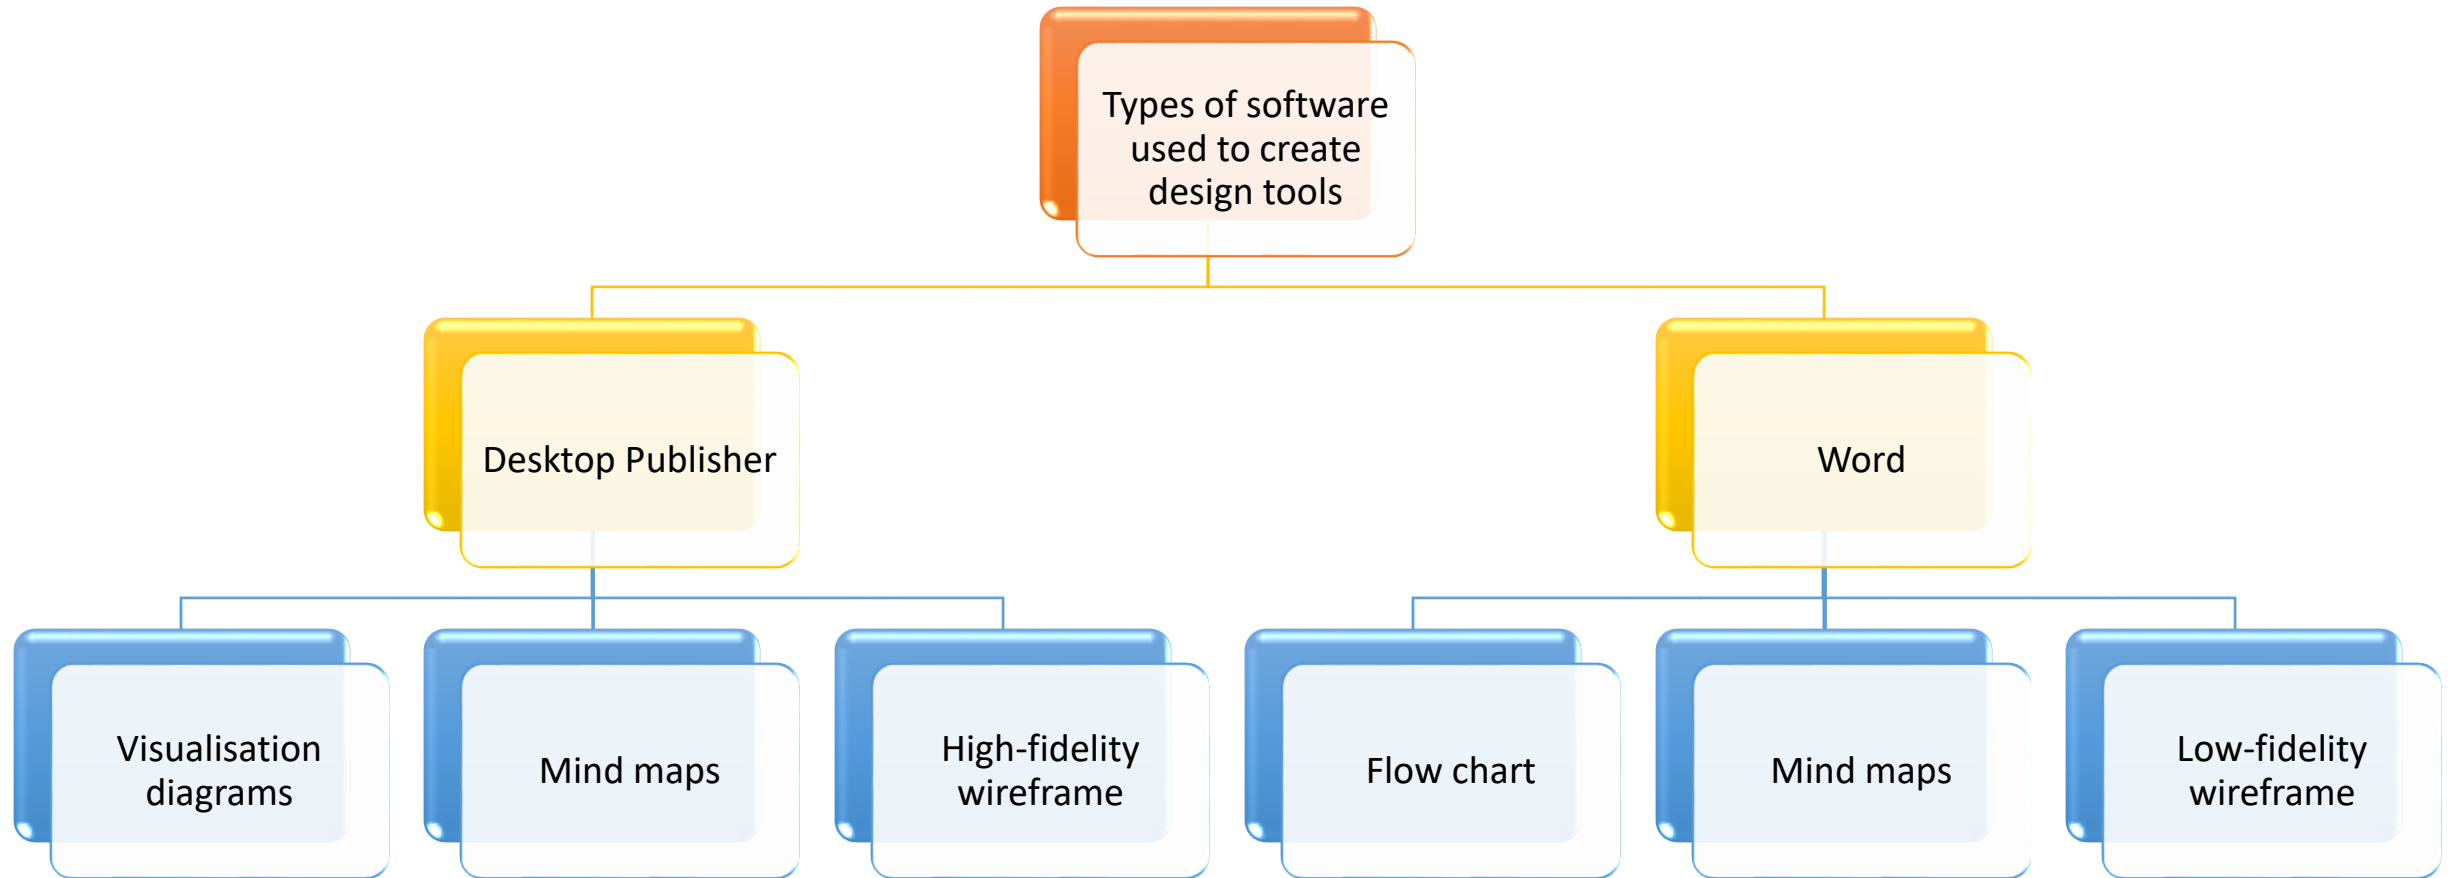 Types of software
used to create
design tools
Desktop Publisher
Word
Visualisation
diagrams
Mind maps
High-fidelity
wireframe
Flow chart
Mind maps
Low-fidelity
wireframe